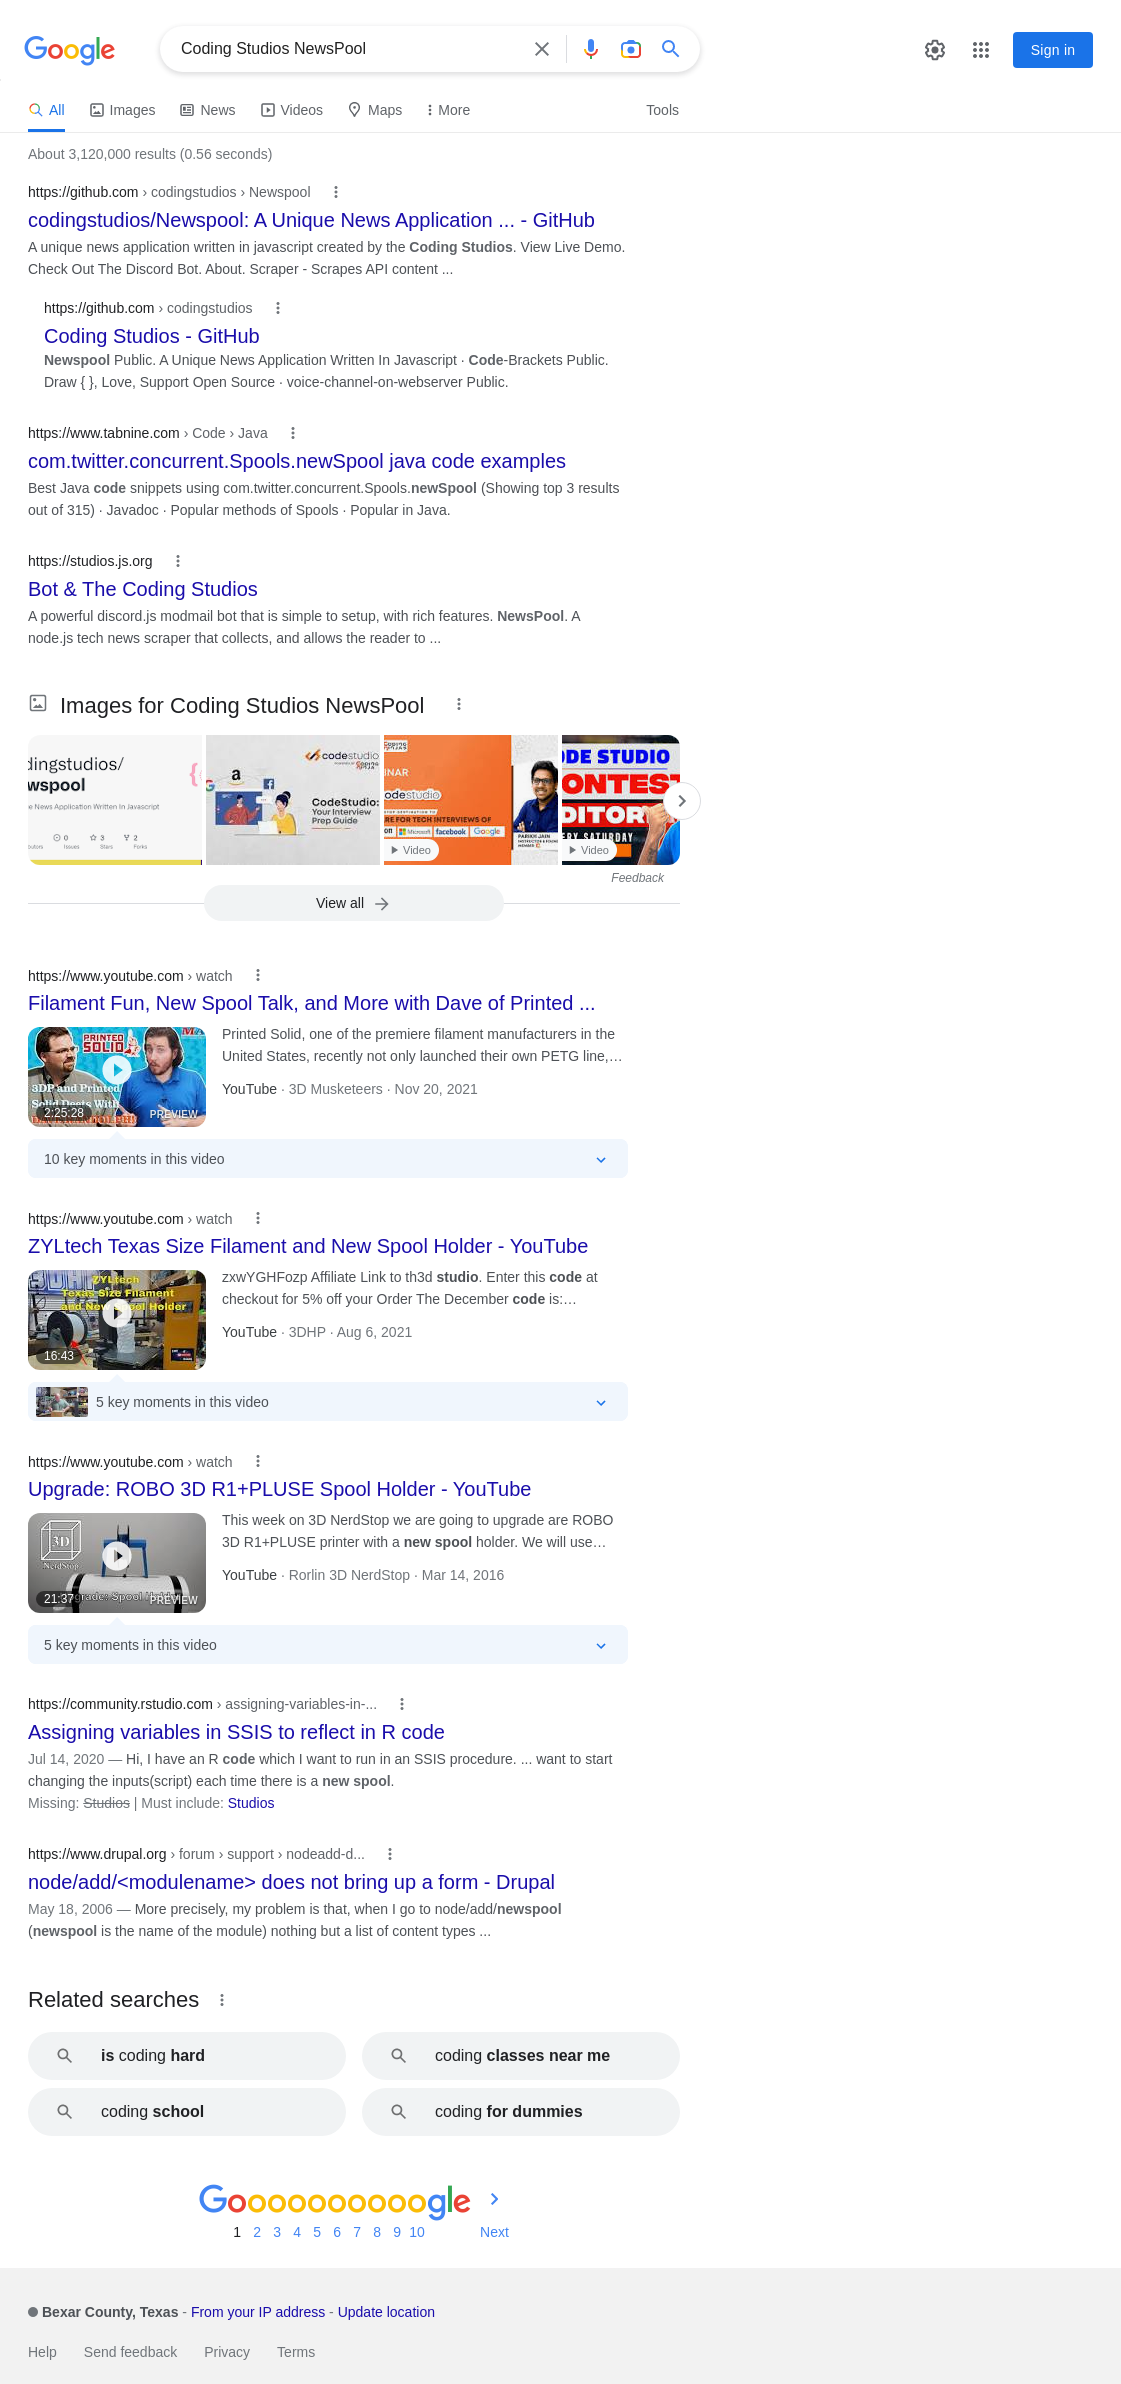 Google
Coding Studios NewsPool
Sign in
All
Images
News
Videos
Maps
More
Tools
About 3,120,000 results (0.56 seconds)
https://github.com › codingstudios › Newspool
codingstudios/Newspool: A Unique News Application ... - GitHub
A unique news application written in javascript created by the Coding Studios. View Live Demo.
Check Out The Discord Bot. About. Scraper - Scrapes API content ...
https://github.com › codingstudios
Coding Studios - GitHub
Newspool Public. A Unique News Application Written In Javascript · Code-Brackets Public.
Draw { }, Love, Support Open Source · voice-channel-on-webserver Public.
https://www.tabnine.com › Code › Java
com.twitter.concurrent.Spools.newSpool java code examples
Best Java code snippets using com.twitter.concurrent.Spools.newSpool (Showing top 3 results
out of 315) · Javadoc · Popular methods of Spools · Popular in Java.
https://studios.js.org
Bot & The Coding Studios
A powerful discord.js modmail bot that is simple to setup, with rich features. NewsPool. A
node.js tech news scraper that collects, and allows the reader to ...
Images for Coding Studios NewsPool
dingstudios/
wspool
e News Application Written In Javascript
0
3
2
Issues
Stars
Forks
codestudio
CodeStudio:
Your Interview
Prep Guide
INAR
odestudio
RE FOR TECH INTERVIEWS OF
on
Microsoft
facebook
Google
PARIKH JAIN
Video
ODE STUDIO
ONTEST
DITORY
ERY SATURDAY
Video
Feedback
View all
https://www.youtube.com › watch
Filament Fun, New Spool Talk, and More with Dave of Printed ...
PRINTED
SOLID
3DP and Printed
Solid Deets With
2:25:28
PREVIEW
Printed Solid, one of the premiere filament manufacturers in the
United States, recently not only launched their own PETG line,…
YouTube · 3D Musketeers · Nov 20, 2021
10 key moments in this video
https://www.youtube.com › watch
ZYLtech Texas Size Filament and New Spool Holder - YouTube
ZYLtech
Texas Size Filament
and New Spool Holder
16:43
zxwYGHFozp Affiliate Link to th3d studio. Enter this code at
checkout for 5% off your Order The December code is:…
YouTube · 3DHP · Aug 6, 2021
5 key moments in this video
https://www.youtube.com › watch
Upgrade: ROBO 3D R1+PLUSE Spool Holder - YouTube
3D
NerdStop
21:37
grade: Spool Holder
PREVIEW
This week on 3D NerdStop we are going to upgrade are ROBO
3D R1+PLUSE printer with a new spool holder. We will use…
YouTube · Rorlin 3D NerdStop · Mar 14, 2016
5 key moments in this video
https://community.rstudio.com › assigning-variables-in-...
Assigning variables in SSIS to reflect in R code
Jul 14, 2020 — Hi, I have an R code which I want to run in an SSIS procedure. ... want to start
changing the inputs(script) each time there is a new spool.
Missing: Studios | Must include: Studios
https://www.drupal.org › forum › support › nodeadd-d...
node/add/<modulename> does not bring up a form - Drupal
May 18, 2006 — More precisely, my problem is that, when I go to node/add/newspool
(newspool is the name of the module) nothing but a list of content types ...
Related searches
is coding hard
coding classes near me
coding school
coding for dummies
Goooooooooogle
1 2 3 4 5 6 7 8 9 10 Next
Bexar County, Texas - From your IP address - Update location
Help Send feedback Privacy Terms